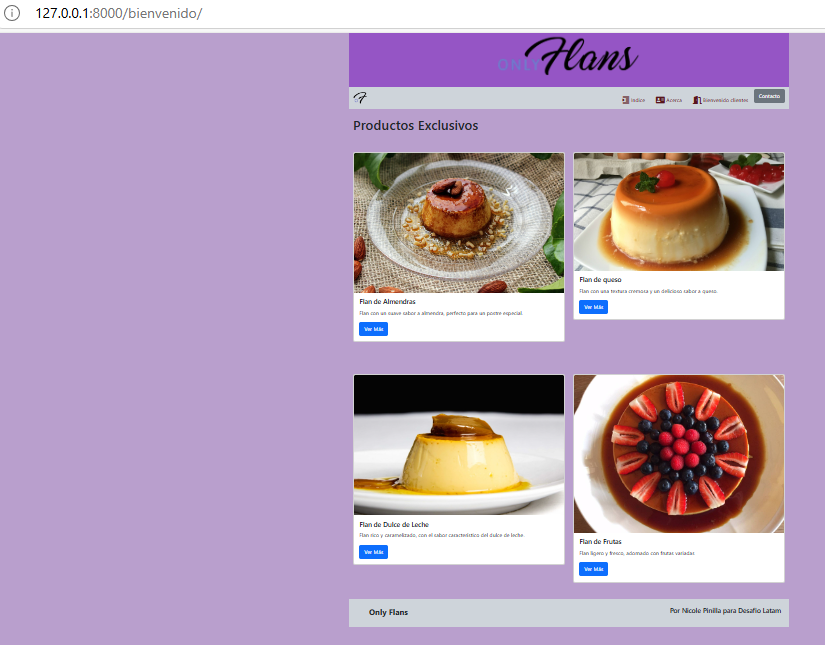 127.0.0.1:8000/bienvenido/
ONLY Flans
F Indice Acerca Bienvenido clientes Contacto
Productos Exclusivos
Flan de Almendras
Flan con un suave sabor a almendra, perfecto para un postre especial
Ver Más
Flan de queso
Flan con una textura cremosa y un delicioso sabor a queso.
Ver Más
Flan de Dulce de Leche
Flan rico y caramelizado, con el sabor característico del dulce de leche.
Ver Más
Flan de Frutas
Flan ligero y fresco, adornado con frutas variadas
Ver Más
Only Flans
Por Nicole Pinilla para Desafío Latam